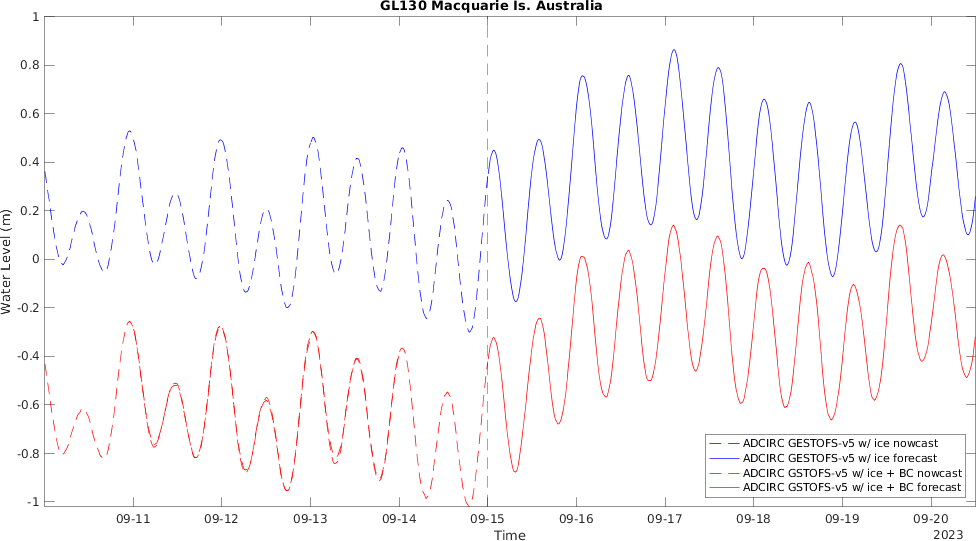 GL130 Macquarie Is. Australia
1
0.8
0.6
0.4
0.2
0
-0.2
-0.4
-0.6
-0.8
-1
Water Level (m)
ADCIRC GESTOFS-v5 w/ ice nowcast
ADCIRC GESTOFS-v5 w/ ice forecast
ADCIRC GSTOFS-v5 w/ ice + BC nowcast
ADCIRC GSTOFS-v5 w/ ice + BC forecast
09-11 09-12 09-13 09-14 09-15 09-16 09-17 09-18 09-19 09-20
Time
2023